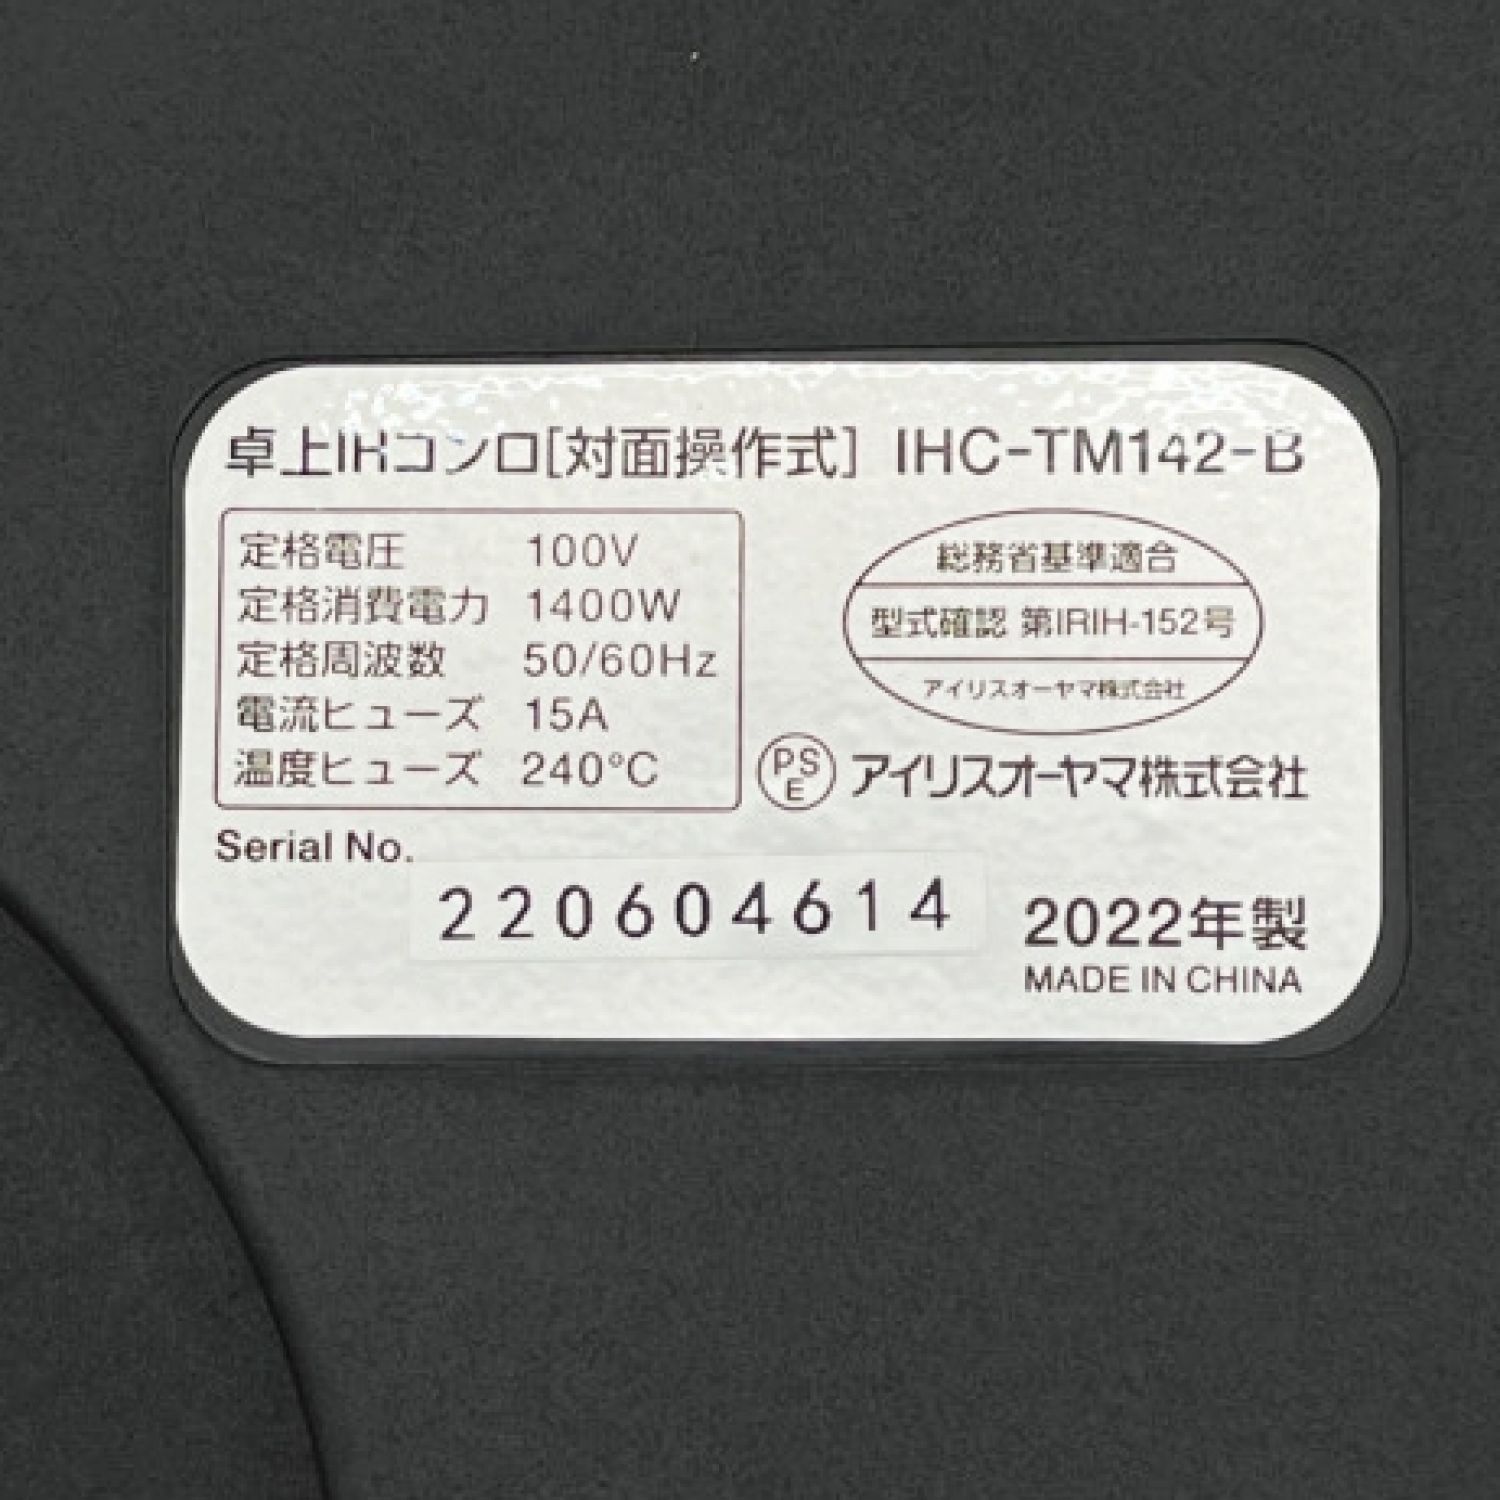 卓上IHコンロ[対面操作式] IHC-TM142-B
定格電圧 100V
定格消費電力 1400W
定格周波数 50/60Hz
電流ヒューズ 15A
温度ヒューズ 240°C
総務省基準適合
型式確認 第IRIH-152号
アイリスオーヤマ株式会社
PS
E
アイリスオーヤマ株式会社
Serial No.
220604614
2022年製
MADE IN CHINA